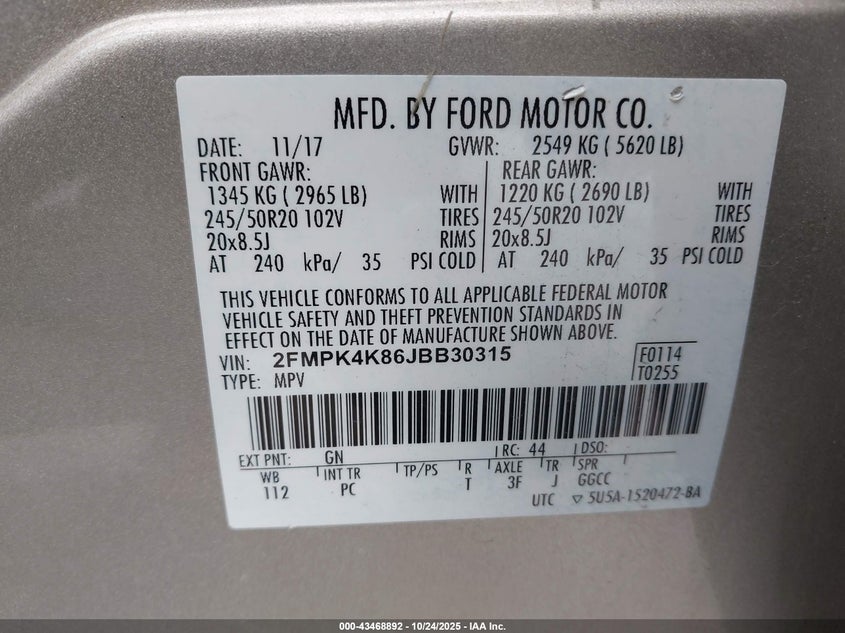 MFD. BY FORD MOTOR CO.
DATE: 11/17 GVWR: 2549 KG ( 5620 LB)
FRONT GAWR: REAR GAWR:
1345 KG ( 2965 LB) WITH 1220 KG ( 2690 LB) WITH
245/50R20 102V TIRES 245/50R20 102V TIRES
20x8.5J RIMS 20x8.5J RIMS
AT 240 kPa/ 35 PSI COLD AT 240 kPa/ 35 PSI COLD
THIS VEHICLE CONFORMS TO ALL APPLICABLE FEDERAL MOTOR
VEHICLE SAFETY AND THEFT PREVENTION STANDARDS IN
EFFECT ON THE DATE OF MANUFACTURE SHOWN ABOVE.
VIN: 2FMPK4K86JBB30315 F0114
TYPE: MPV T0255
EXT PNT: GN RC: 44 DSO:
WB INT TR TP/PS R AXLE TR SPR
112 PC T 3F J GGCC
UTC ▽ 5U5A-1520472-BA
000-43468892 - 10/24/2025 - IAA Inc.